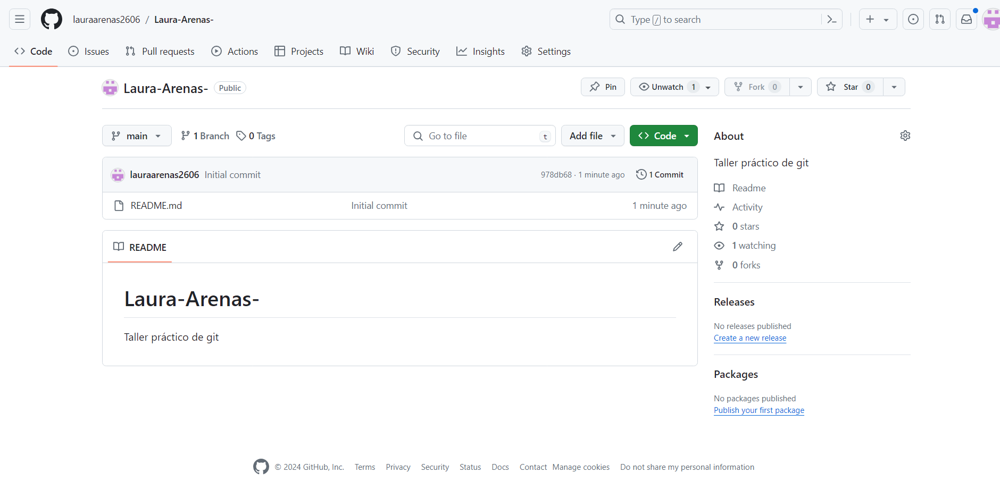 lauraarenas2606 / Laura-Arenas-
Type / to search
Code Issues Pull requests Actions Projects Wiki Security Insights Settings
Laura-Arenas- Public
Pin Unwatch 1 Fork 0 Star 0
main 1 Branch 0 Tags Go to file t Add file Code
lauraarenas2606 Initial commit 978db68 · 1 minute ago 1 Commit
README.md Initial commit 1 minute ago
README
Laura-Arenas-
Taller práctico de git
About
Taller práctico de git
Readme
Activity
0 stars
1 watching
0 forks
Releases
No releases published
Create a new release
Packages
No packages published
Publish your first package
© 2024 GitHub, Inc. Terms Privacy Security Status Docs Contact Manage cookies Do not share my personal information